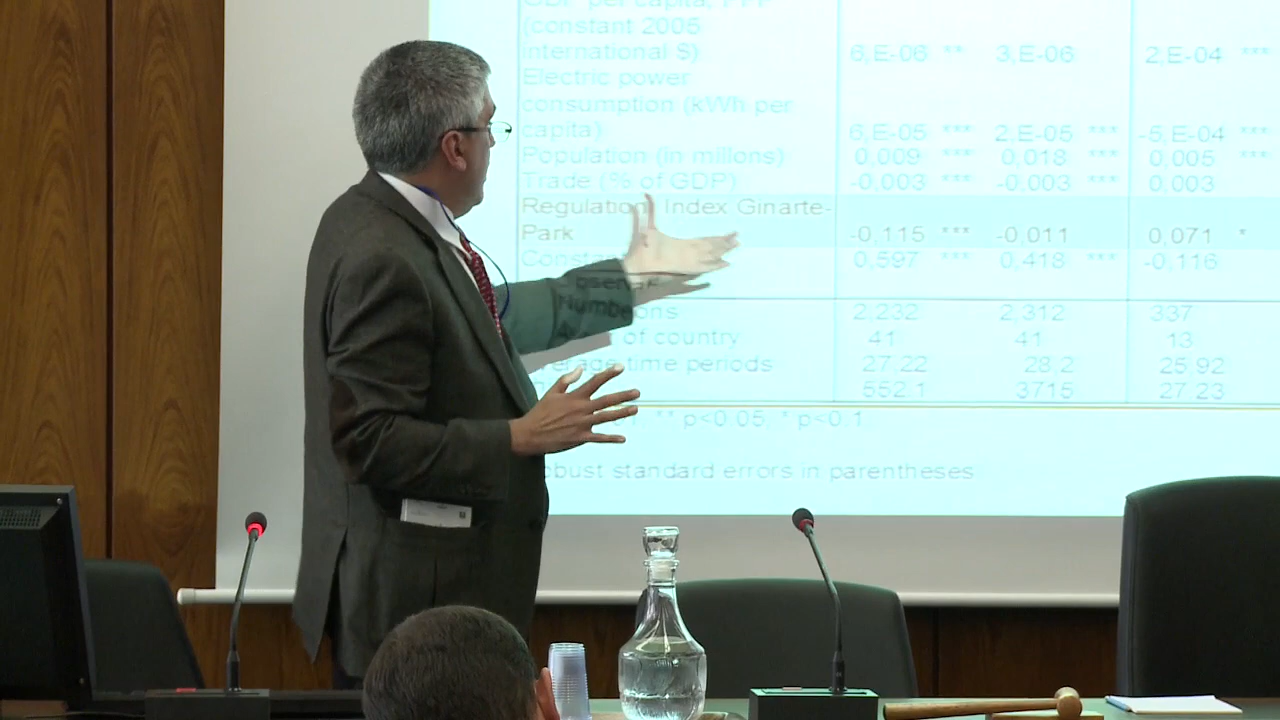 GDP per capita, PPP
(constant 2005
international $) 6,E-06 ** 3,E-06 2,E-04 ***
Electric power
consumption (kWh per
capita) 6,E-05 *** 2,E-05 *** -5,E-04 ***
Population (in millons) 0,009 *** 0,018 *** 0,005 ***
Trade (% of GDP) -0,003 *** -0,003 *** 0,003
Regulation Index Ginarte-
Park -0,115 *** -0,011 0,071 *
0,597 *** 0,418 *** -0,116
2,232 2,312 337
of country 41 41 13
time periods 27.22 28.2 25,92
552,1 3715 27.23
** p<0.05, * p<0.1
standard errors in parentheses